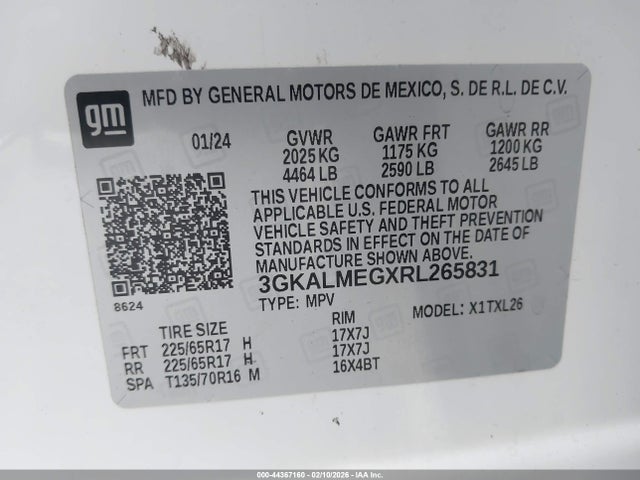 gm
MFD BY GENERAL MOTORS DE MEXICO, S. DE R.L. DE C.V.
01/24 GVWR GAWR FRT GAWR RR
2025 KG 1175 KG 1200 KG
4464 LB 2590 LB 2645 LB
THIS VEHICLE CONFORMS TO ALL
APPLICABLE U.S. FEDERAL MOTOR
VEHICLE SAFETY AND THEFT PREVENTION
STANDARDS IN EFFECT ON THE DATE OF
MANUFACTURE SHOWN ABOVE.
3GKALMEGXRL265831
8624
TYPE: MPV MODEL: X1TXL26
TIRE SIZE RIM
FRT 225/65R17 H 17X7J
RR 225/65R17 H 17X7J
SPA T135/70R16 M 16X4BT
000-44367160 - 02/10/2026 - IAA Inc.